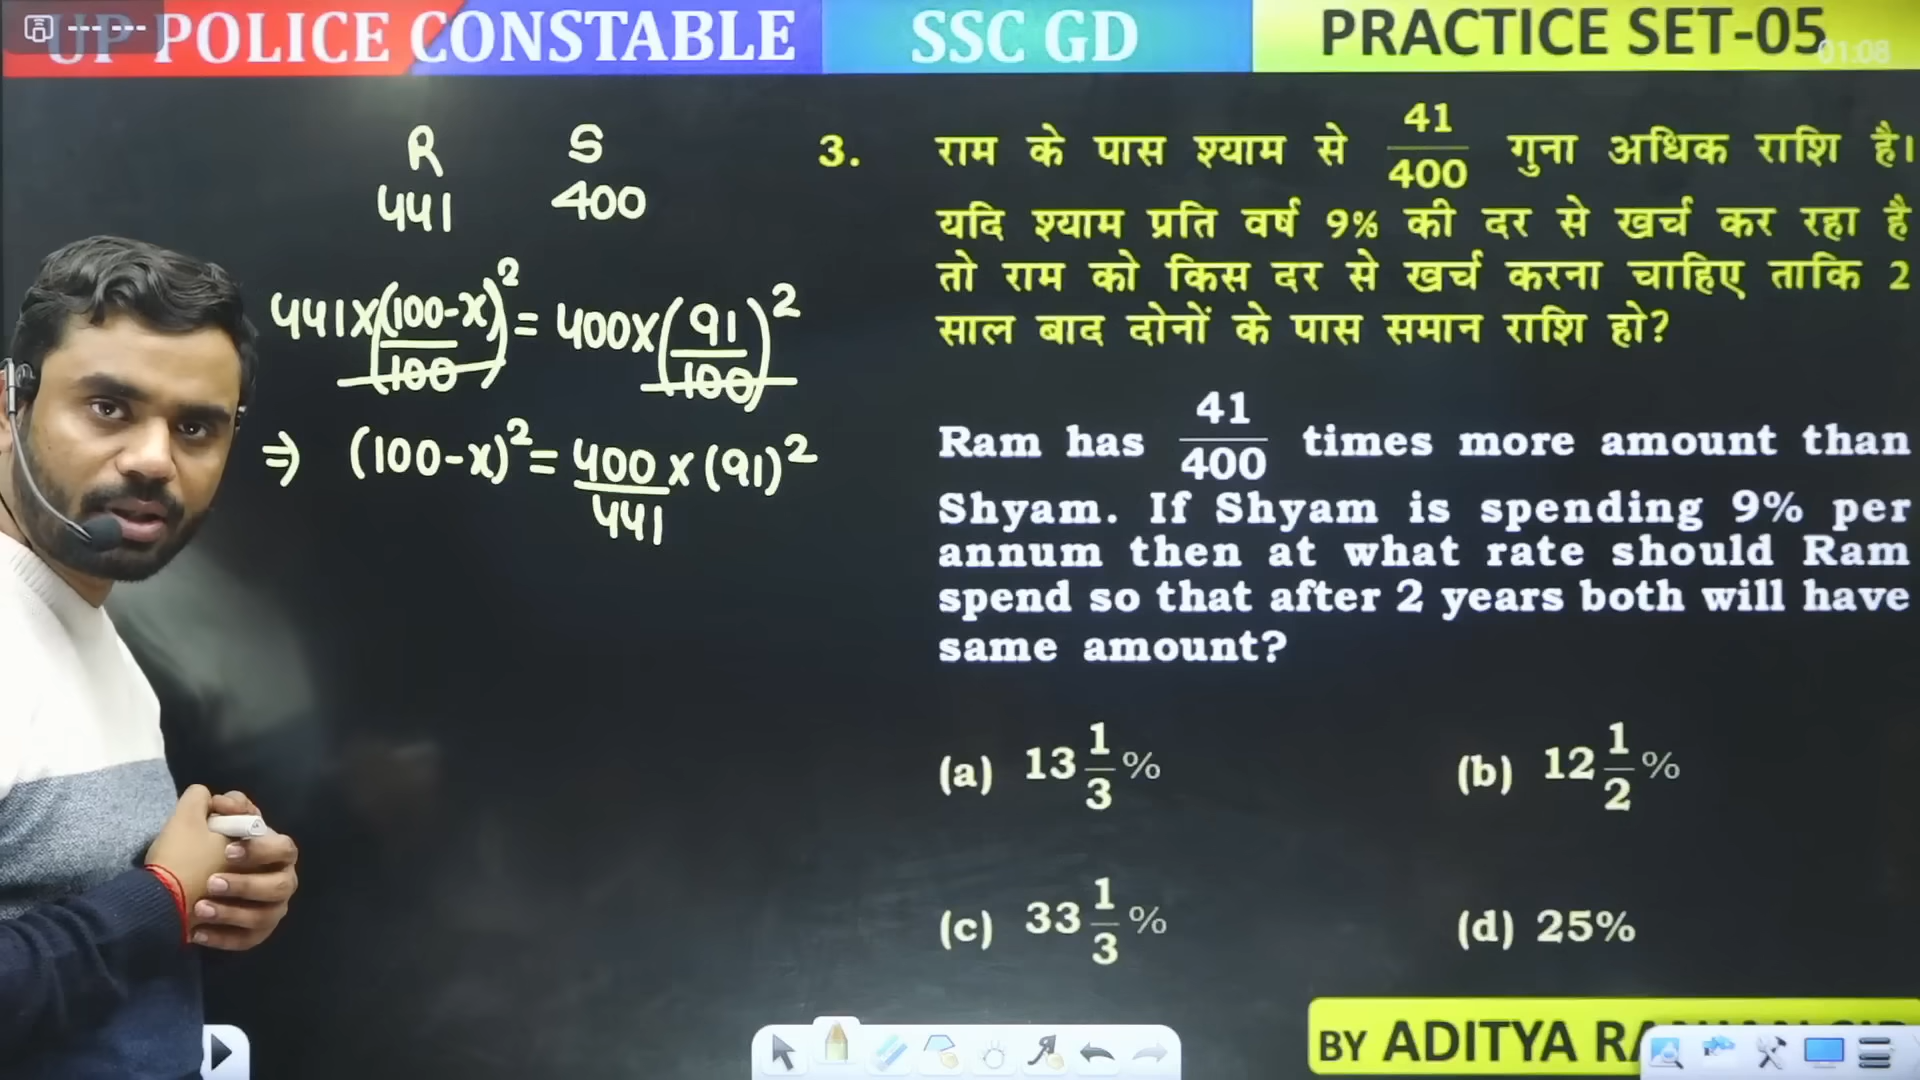 UP POLICE CONSTABLE SSC GD PRACTICE SET-05
01:08
R S
441 400
441x(100-x/100)² = 400x(91/100)²
⇒ (100-x)² = 400/441 x (91)²
3. राम के पास श्याम से 41/400 गुना अधिक राशि है।
यदि श्याम प्रति वर्ष 9% की दर से खर्च कर रहा है
तो राम को किस दर से खर्च करना चाहिए ताकि 2
साल बाद दोनों के पास समान राशि हो?
Ram has 41/400 times more amount than
Shyam. If Shyam is spending 9% per
annum then at what rate should Ram
spend so that after 2 years both will have
same amount?
(a) 13 1/3 % (b) 12 1/2 %
(c) 33 1/3 % (d) 25%
BY ADITYA